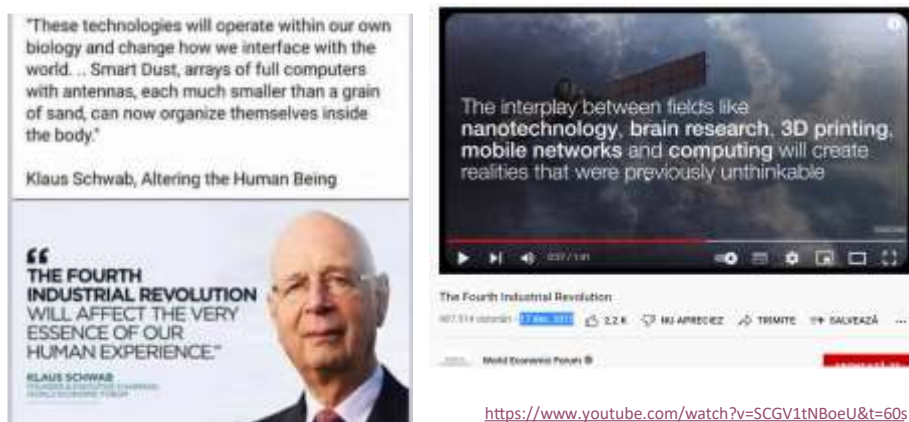 "These technologies will operate within our own
biology and change how we interface with the
world. .. Smart Dust, arrays of full computers
with antennas, each much smaller than a grain
of sand, can now organize themselves inside
the body."
Klaus Schwab, Altering the Human Being
“
THE FOURTH
INDUSTRIAL REVOLUTION
WILL AFFECT THE VERY
ESSENCE OF OUR
HUMAN EXPERIENCE."
KLAUS SCHWAB
WORLD ECONOMIC FORUM
The interplay between fields like
nanotechnology, brain research, 3D printing,
mobile networks and computing will create
realities that were previously unthinkable
The Fourth Industrial Revolution
2,2 K NU APRECIEZ TRIMITE SALVEAZĂ ...
World Economic Forum
https://www.youtube.com/watch?v=SCGV1tNBoeU&t=60s